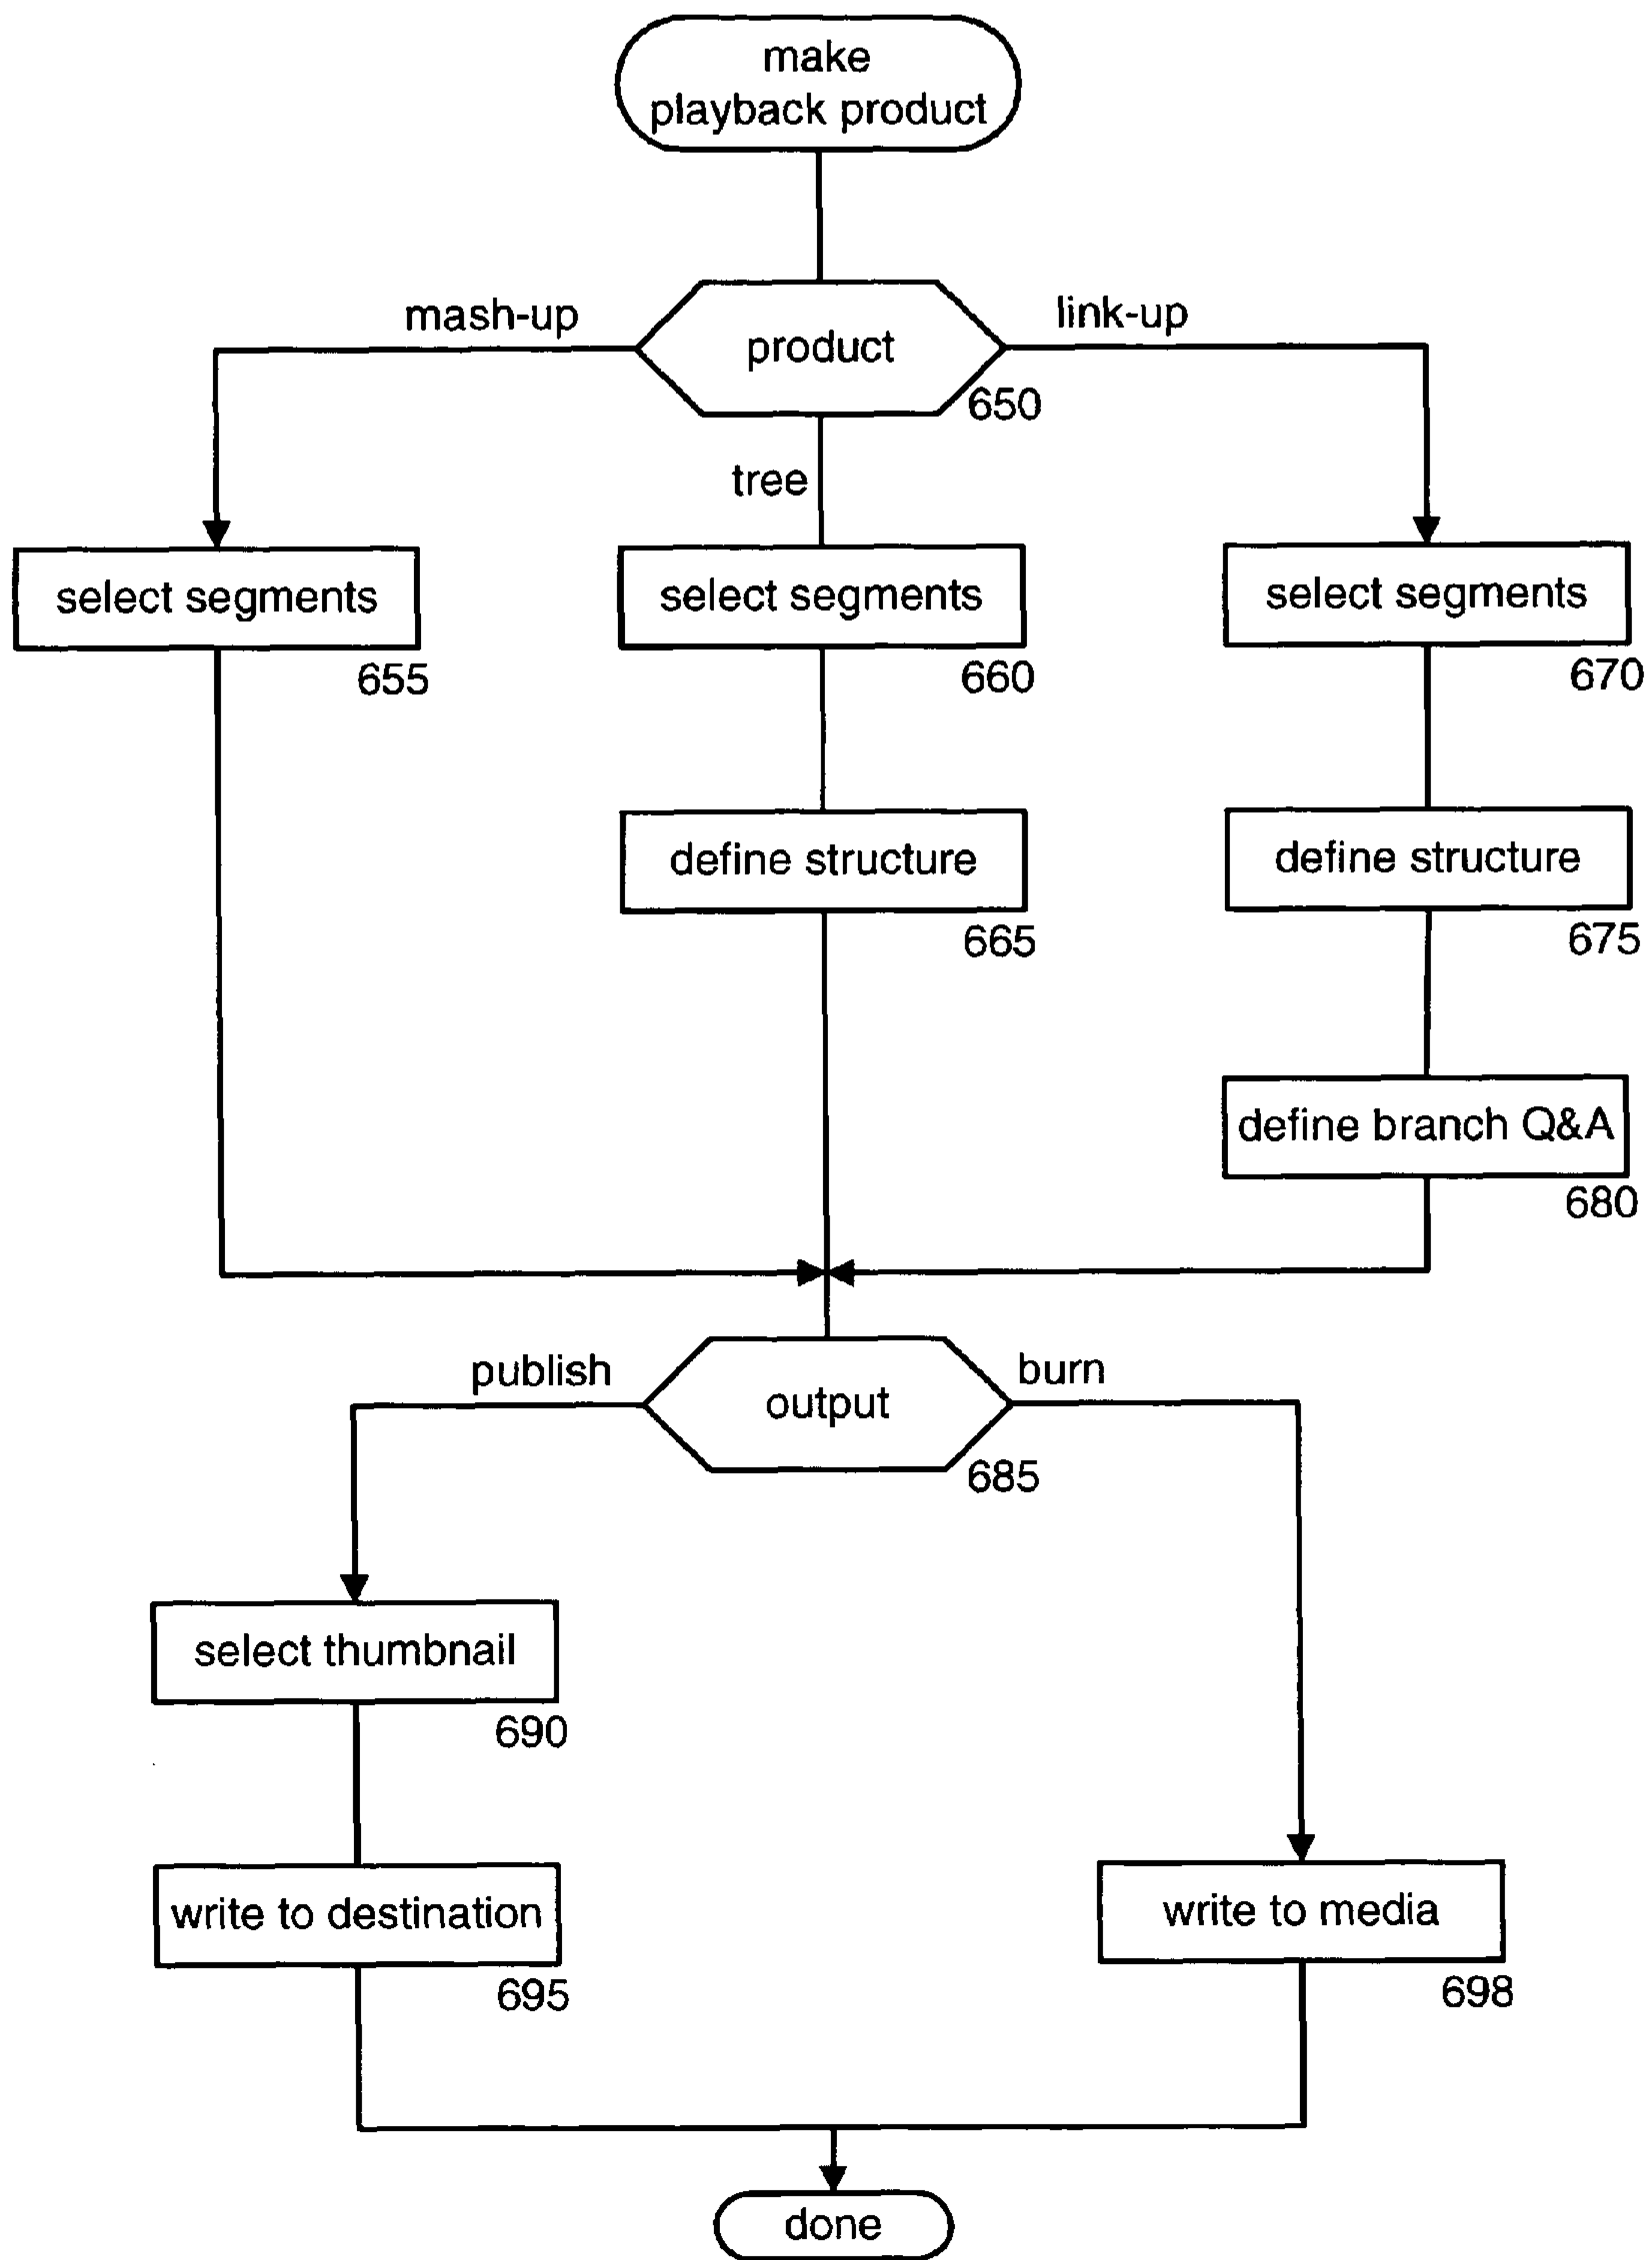 make
playback product
mash-up
link-up
product
650
tree
select segments
655
select segments
660
select segments
670
define structure
665
define structure
675
define branch Q&A
680
publish
burn
output
685
select thumbnail
690
write to destination
695
write to media
698
done